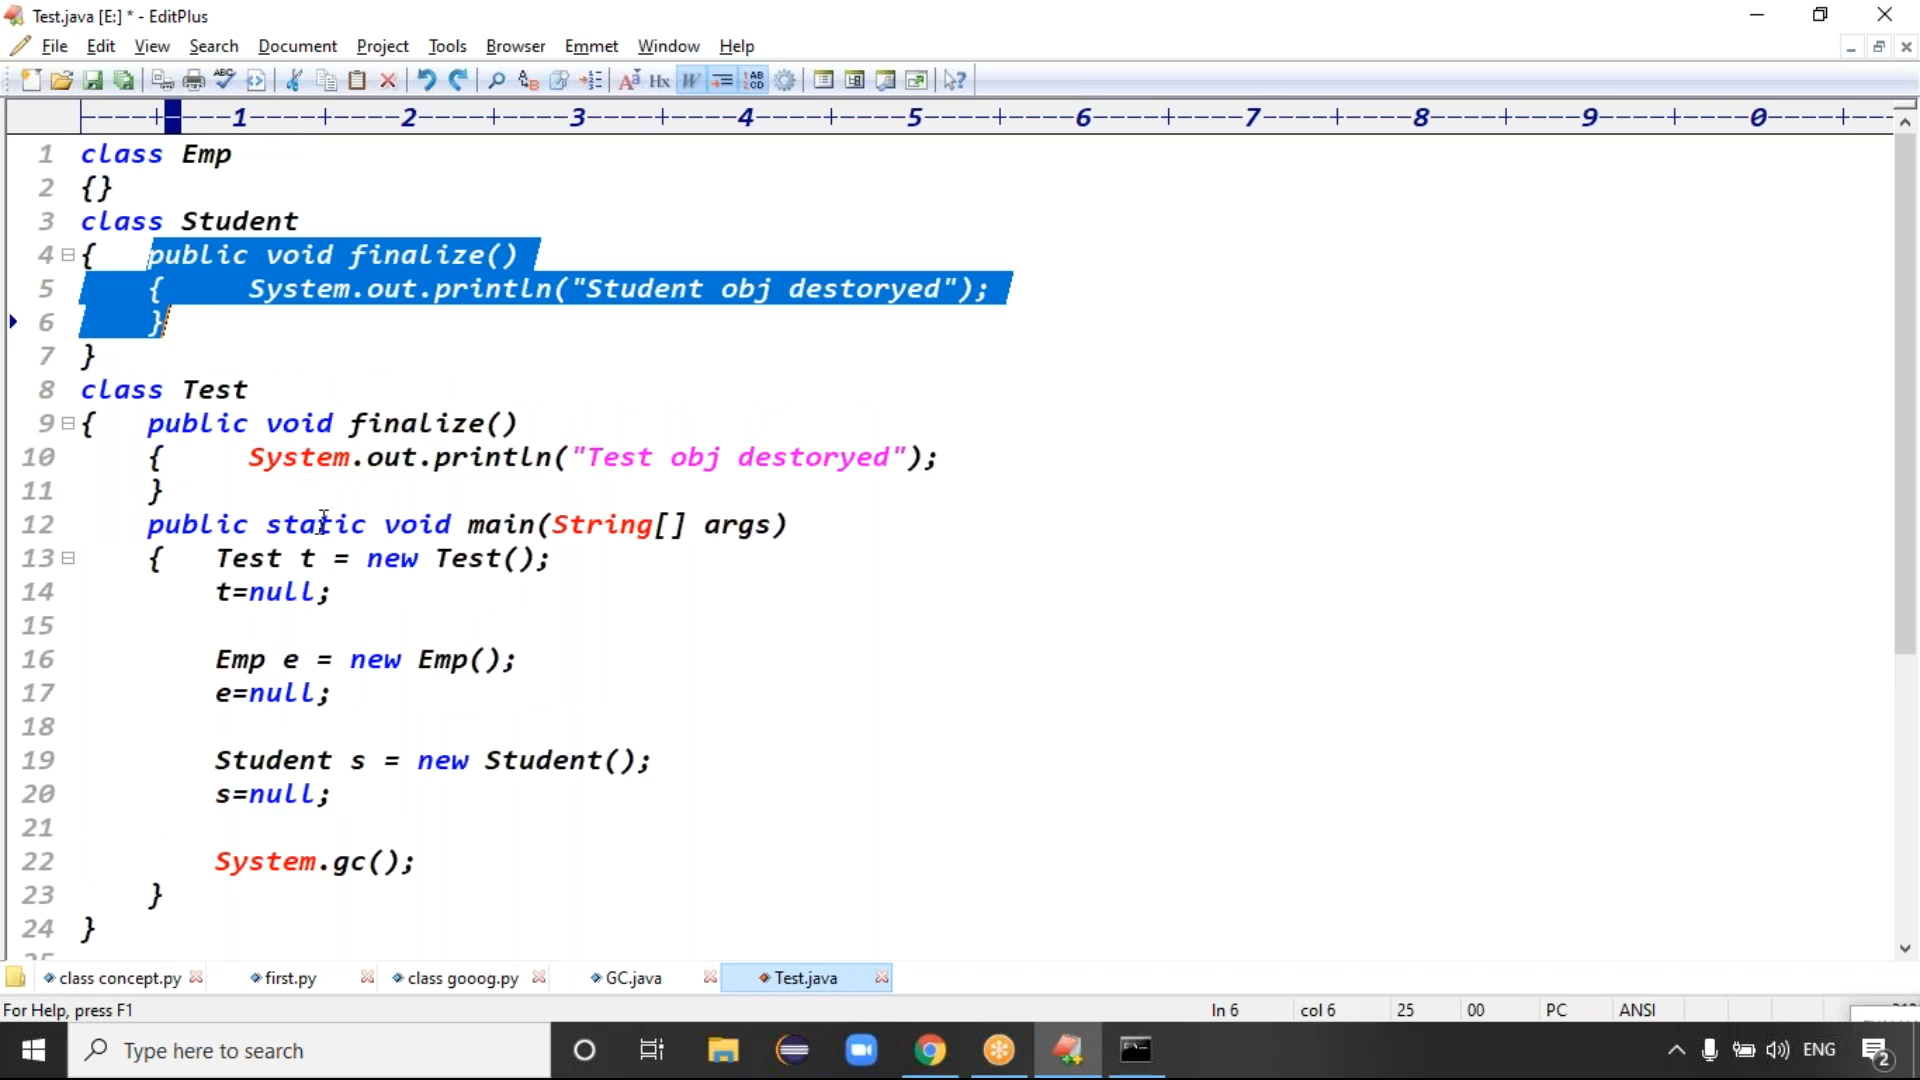 Test.java [E:] * - EditPlus
File Edit View Search Document Project Tools Browser Emmet Window Help
----+----1----+----2----+----3----+----4----+----5----+----6----+----7----+----8----+----9----+----0----+--
1 class Emp
2 {}
3 class Student
4 { public void finalize()
5 { System.out.println("Student obj destoryed");
6 }
7 }
8 class Test
9 { public void finalize()
10 { System.out.println("Test obj destoryed");
11 }
12 public static void main(String[] args)
13 { Test t = new Test();
14 t=null;
15
16 Emp e = new Emp();
17 e=null;
18
19 Student s = new Student();
20 s=null;
21
22 System.gc();
23 }
24 }
class concept.py first.py class gooog.py GC.java Test.java
For Help, press F1 ln 6 col 6 25 00 PC ANSI
Type here to search ENG 2